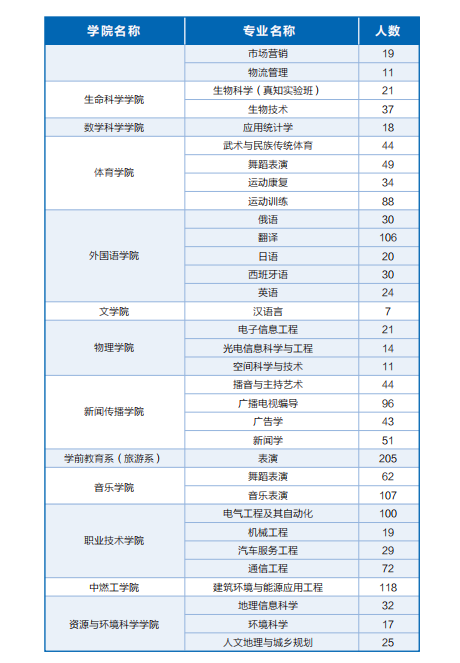 学院名称 专业名称 人数
市场营销 19
物流管理 11
生命科学学院 生物科学（真知实验班） 21
生物技术 37
数学科学学院 应用统计学 18
体育学院 武术与民族传统体育 44
舞蹈表演 49
运动康复 34
运动训练 88
外国语学院 俄语 30
翻译 106
日语 20
西班牙语 30
英语 24
文学院 汉语言 7
物理学院 电子信息工程 21
光电信息科学与工程 14
空间科学与技术 11
新闻传播学院 播音与主持艺术 44
广播电视编导 96
广告学 43
新闻学 51
学前教育系（旅游系） 表演 205
音乐学院 舞蹈表演 62
音乐表演 107
职业技术学院 电气工程及其自动化 100
机械工程 19
汽车服务工程 29
通信工程 72
中燃工学院 建筑环境与能源应用工程 118
资源与环境科学学院 地理信息科学 32
环境科学 17
人文地理与城乡规划 25